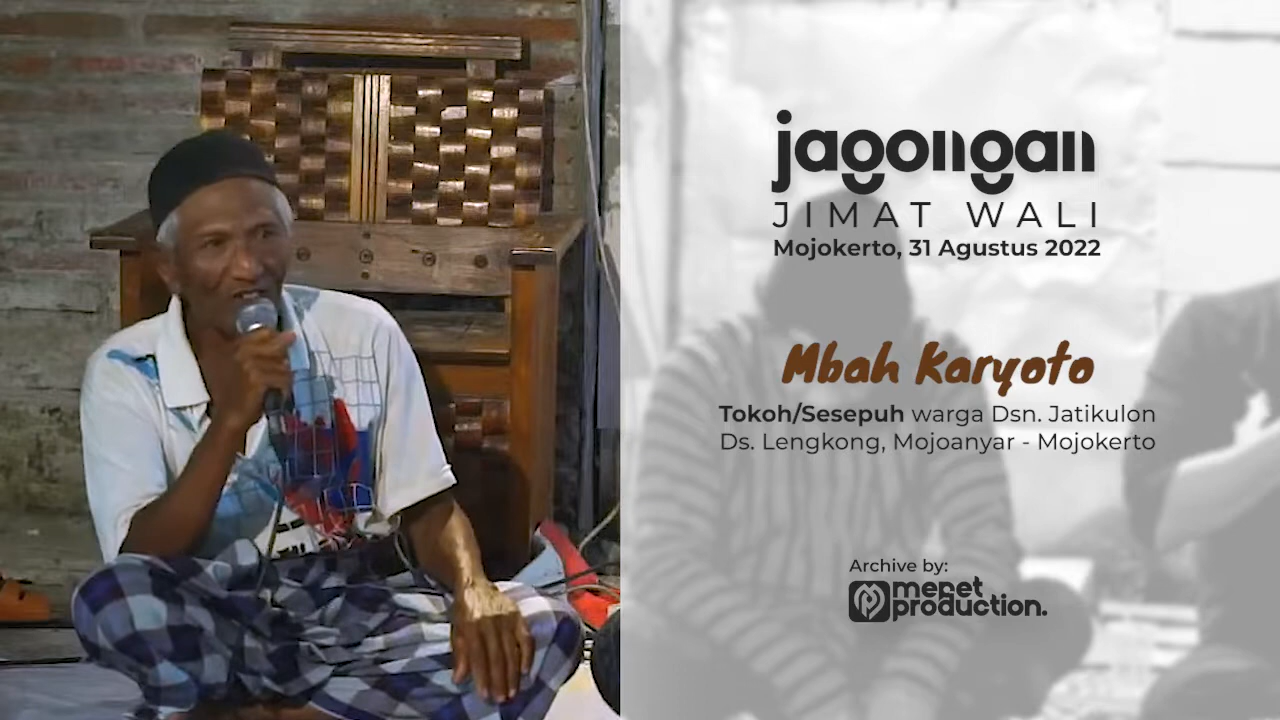 jagongan
JIMAT WALI
Mojokerto, 31 Agustus 2022
Mbah Karyoto
Tokoh/Sesepuh warga Dsn. Jatikulon
Ds. Lengkong, Mojoanyar - Mojokerto
Archive by:
mepet
production.